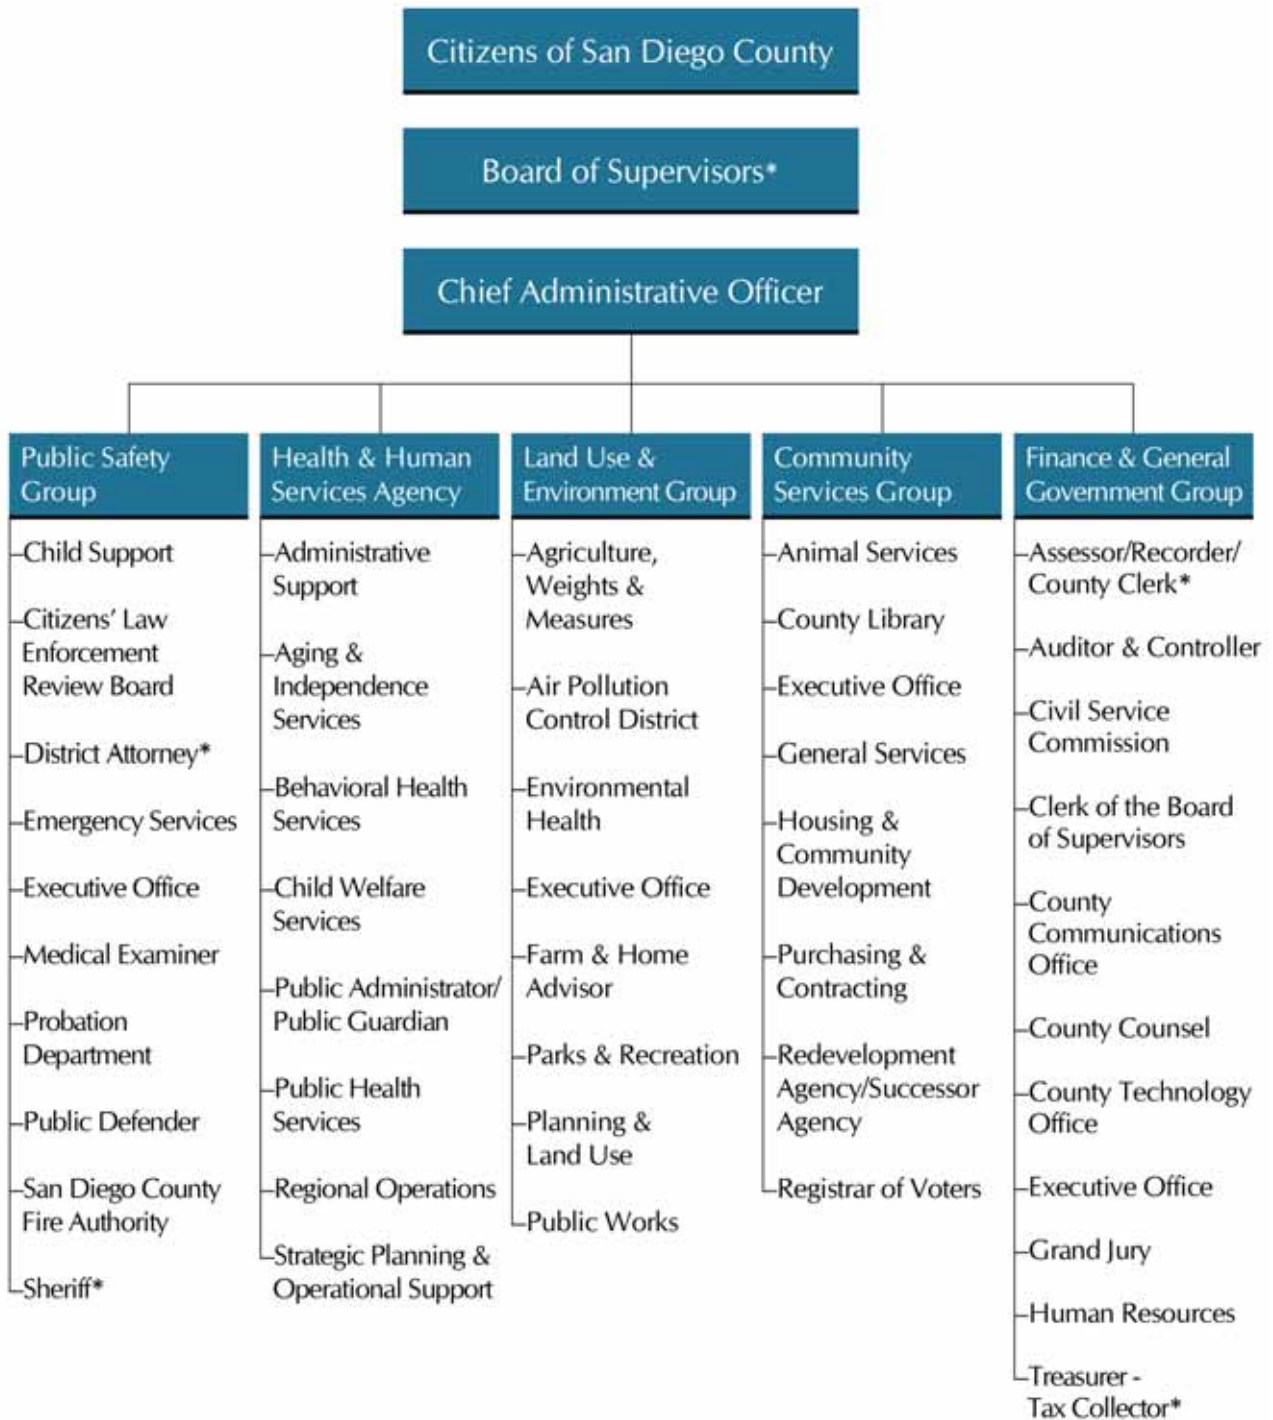 Citizens of San Diego County
Board of Supervisors*
Chief Administrative Officer
Public Safety
Group
Child Support
Citizens' Law
Enforcement
Review Board
District Attorney*
Emergency Services
Executive Office
Medical Examiner
Probation
Department
Public Defender
San Diego County
Fire Authority
Sheriff*
Health & Human
Services Agency
Administrative
Support
Aging &
Independence
Services
Behavioral Health
Services
Child Welfare
Services
Public Administrator/
Public Guardian
Public Health
Services
Regional Operations
Strategic Planning &
Operational Support
Land Use &
Environment Group
Agriculture,
Weights &
Measures
Air Pollution
Control District
Environmental
Health
Executive Office
Farm & Home
Advisor
Parks & Recreation
Planning &
Land Use
Public Works
Community
Services Group
Animal Services
County Library
Executive Office
General Services
Housing &
Community
Development
Purchasing &
Contracting
Redevelopment
Agency/Successor
Agency
Registrar of Voters
Finance & General
Government Group
Assessor/Recorder/
County Clerk*
Auditor & Controller
Civil Service
Commission
Clerk of the Board
of Supervisors
County
Communications
Office
County Counsel
County Technology
Office
Executive Office
Grand Jury
Human Resources
Treasurer -
Tax Collector*